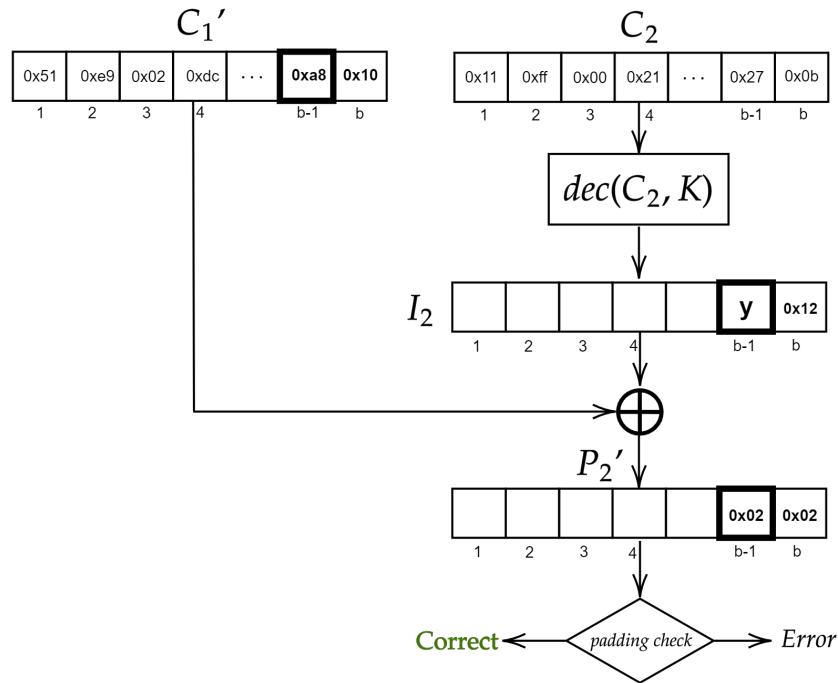 C₁′
C₂
0x51 0xe9 0x02 0xdc ... 0xa8 0x10
1 2 3 4 b-1 b
0x11 0xff 0x00 0x21 ... 0x27 0x0b
1 2 3 4 b-1 b
dec(C₂, K)
I₂
y 0x12
1 2 3 4 b-1 b
P₂′
0x02 0x02
1 2 3 4 b-1 b
Correct
padding check
Error